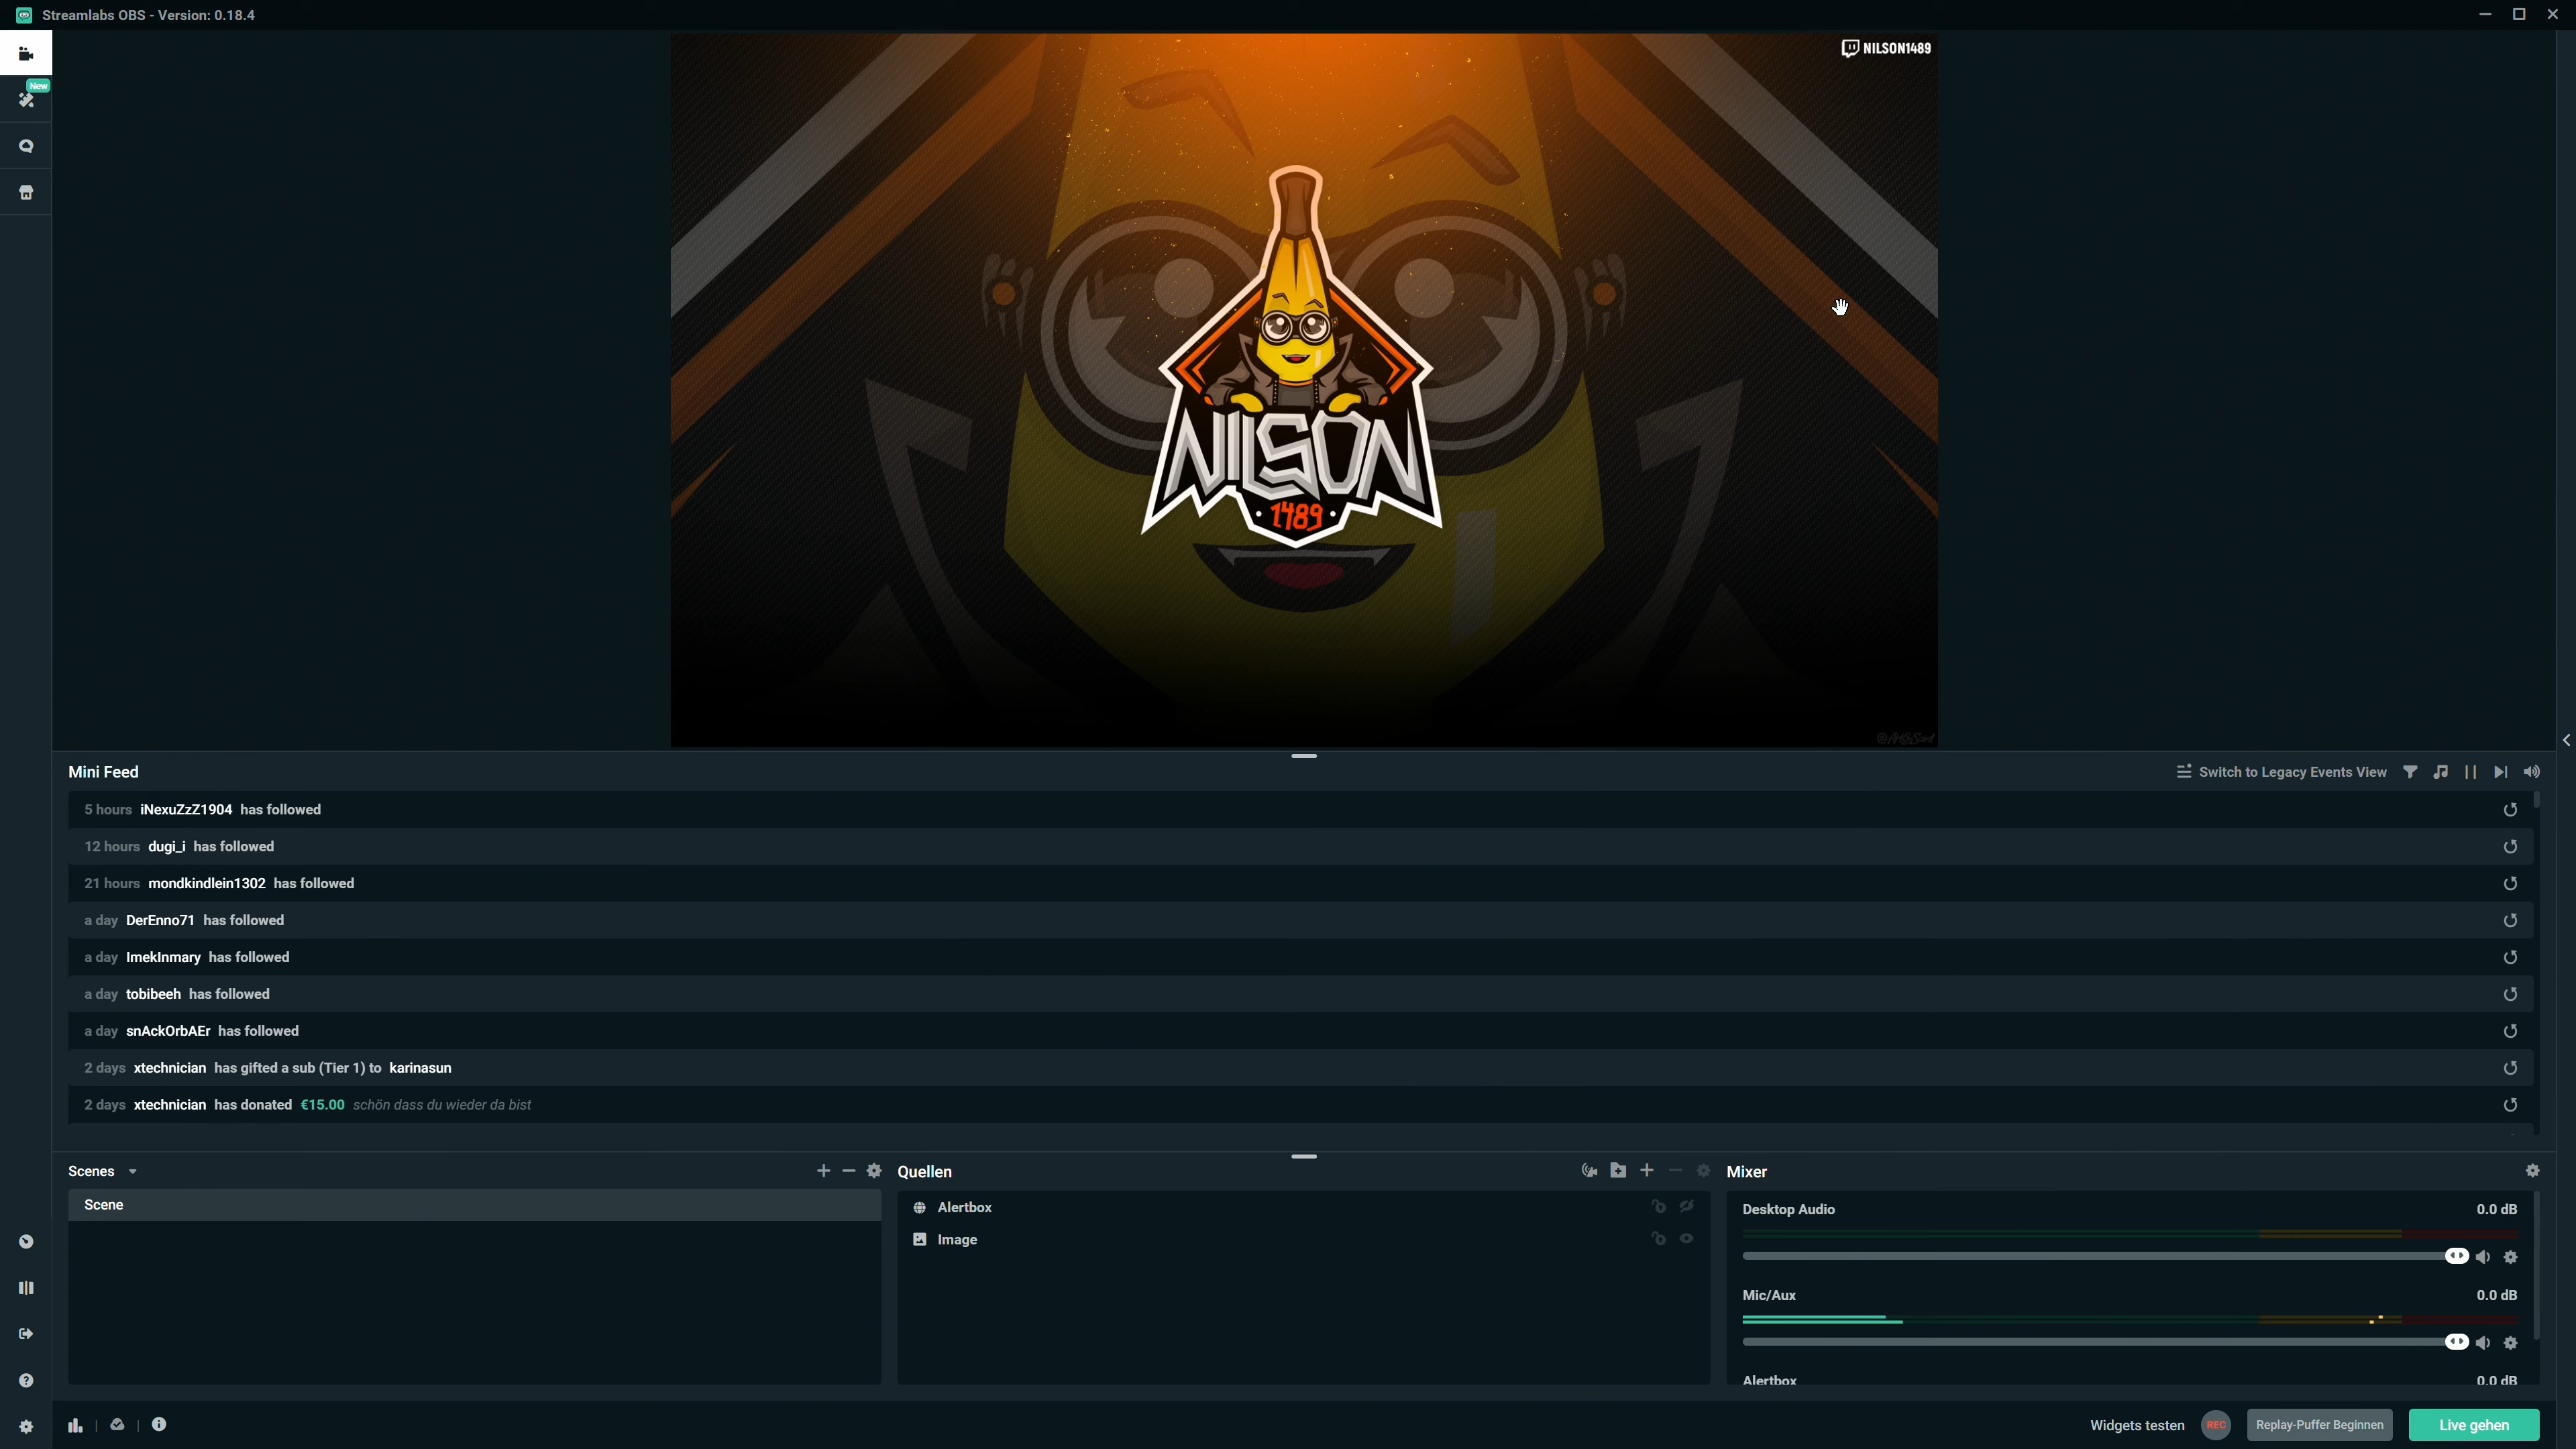 Streamlabs OBS - Version: 0.18.4
New
NILSON1489
NILSON
1489
Mini Feed
Switch to Legacy Events View
5 hours iNexuZzZ1904 has followed
12 hours dugi_i has followed
21 hours mondkindlein1302 has followed
a day DerEnno71 has followed
a day ImekInmary has followed
a day tobibeeh has followed
a day snAckOrbAEr has followed
2 days xtechnician has gifted a sub (Tier 1) to karinasun
2 days xtechnician has donated €15.00 schön dass du wieder da bist
Scenes
Scene
Quellen
Alertbox
Image
Mixer
Desktop Audio 0.0 dB
Mic/Aux 0.0 dB
Alertbox 0.0 dB
Widgets testen
REC
Replay-Puffer Beginnen
Live gehen